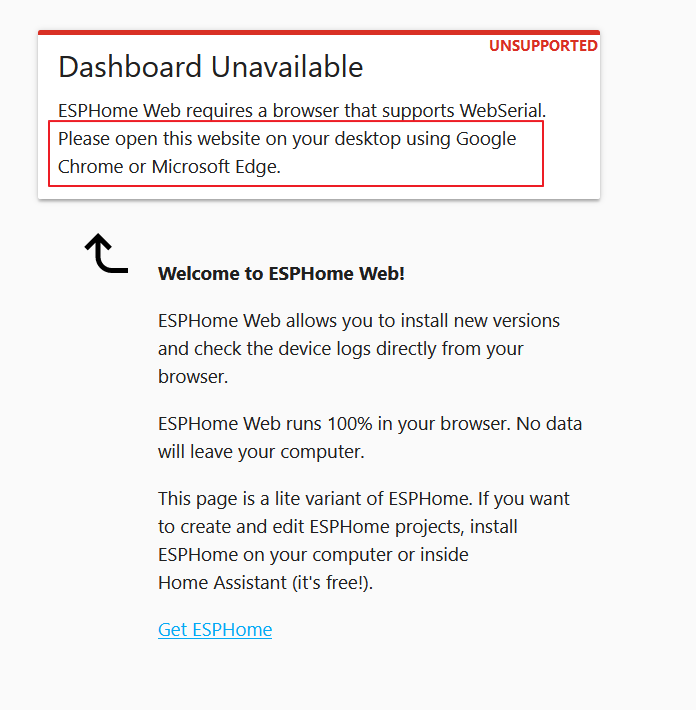 UNSUPPORTED
Dashboard Unavailable
ESPHome Web requires a browser that supports WebSerial.
Please open this website on your desktop using Google
Chrome or Microsoft Edge.
Welcome to ESPHome Web!
ESPHome Web allows you to install new versions
and check the device logs directly from your
browser.
ESPHome Web runs 100% in your browser. No data
will leave your computer.
This page is a lite variant of ESPHome. If you want
to create and edit ESPHome projects, install
ESPHome on your computer or inside
Home Assistant (it's free!).
Get ESPHome